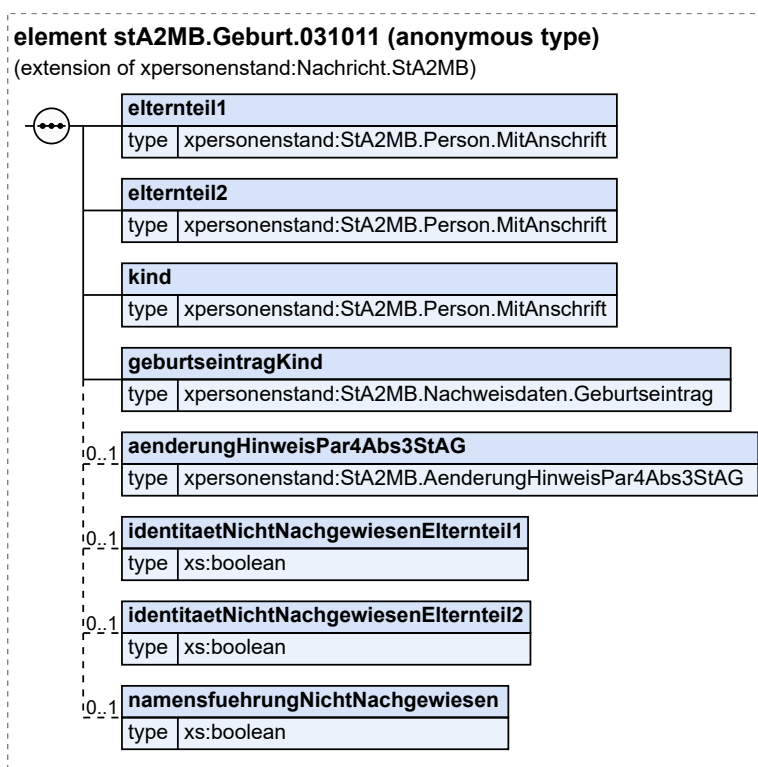 element stA2MB.Geburt.031011 (anonymous type)
(extension of xpersonenstand:Nachricht.StA2MB)
elternteil1
type xpersonenstand:StA2MB.Person.MitAnschrift
elternteil2
type xpersonenstand:StA2MB.Person.MitAnschrift
kind
type xpersonenstand:StA2MB.Person.MitAnschrift
geburtseintragKind
type xpersonenstand:StA2MB.Nachweisdaten.Geburtseintrag
0..1 aenderungHinweisPar4Abs3StAG
type xpersonenstand:StA2MB.AenderungHinweisPar4Abs3StAG
0..1 identitaetNichtNachgewiesenElternteil1
type xs:boolean
0..1 identitaetNichtNachgewiesenElternteil2
type xs:boolean
0..1 namensfuehrungNichtNachgewiesen
type xs:boolean